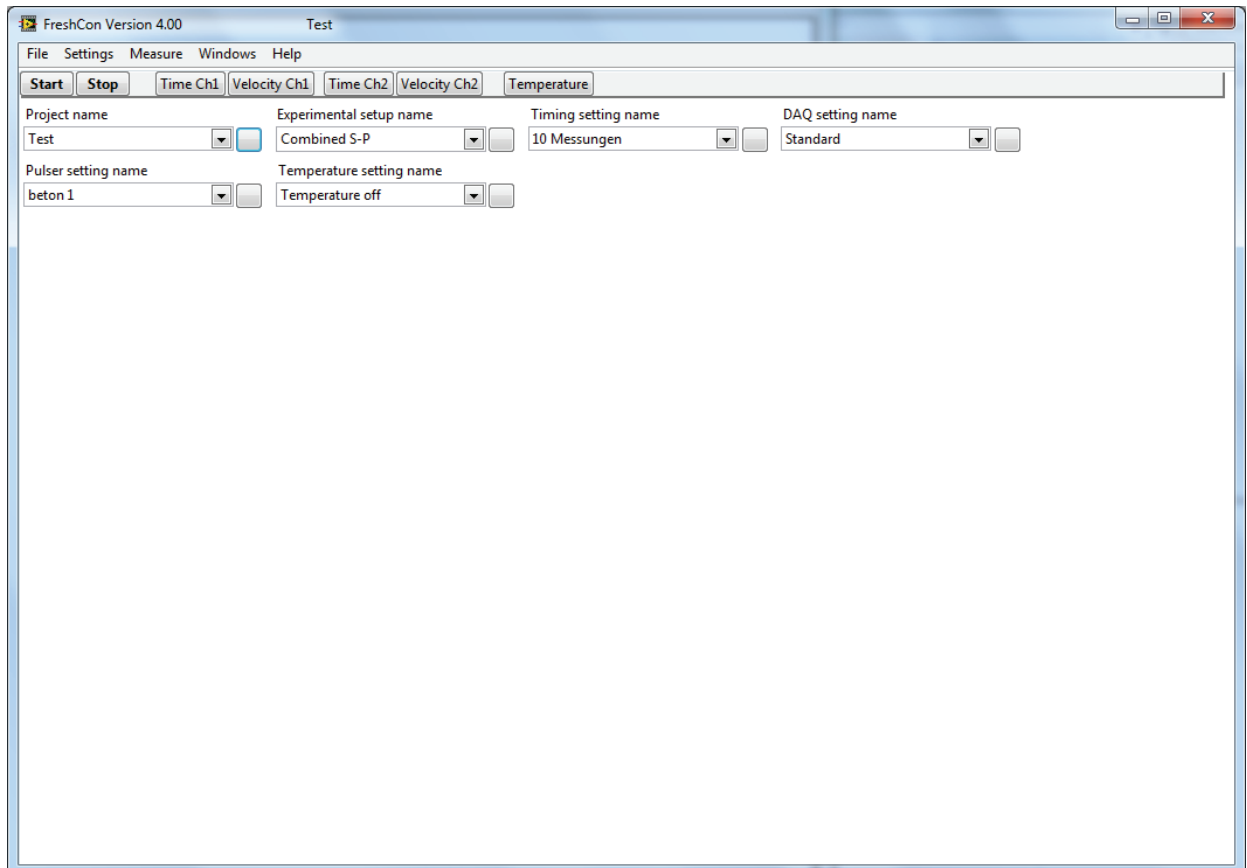 FreshCon Version 4.00 Test
File Settings Measure Windows Help
Start Stop Time Ch1 Velocity Ch1 Time Ch2 Velocity Ch2 Temperature
Project name Experimental setup name Timing setting name DAQ setting name
Test Combined S-P 10 Messungen Standard
Pulser setting name Temperature setting name
beton 1 Temperature off